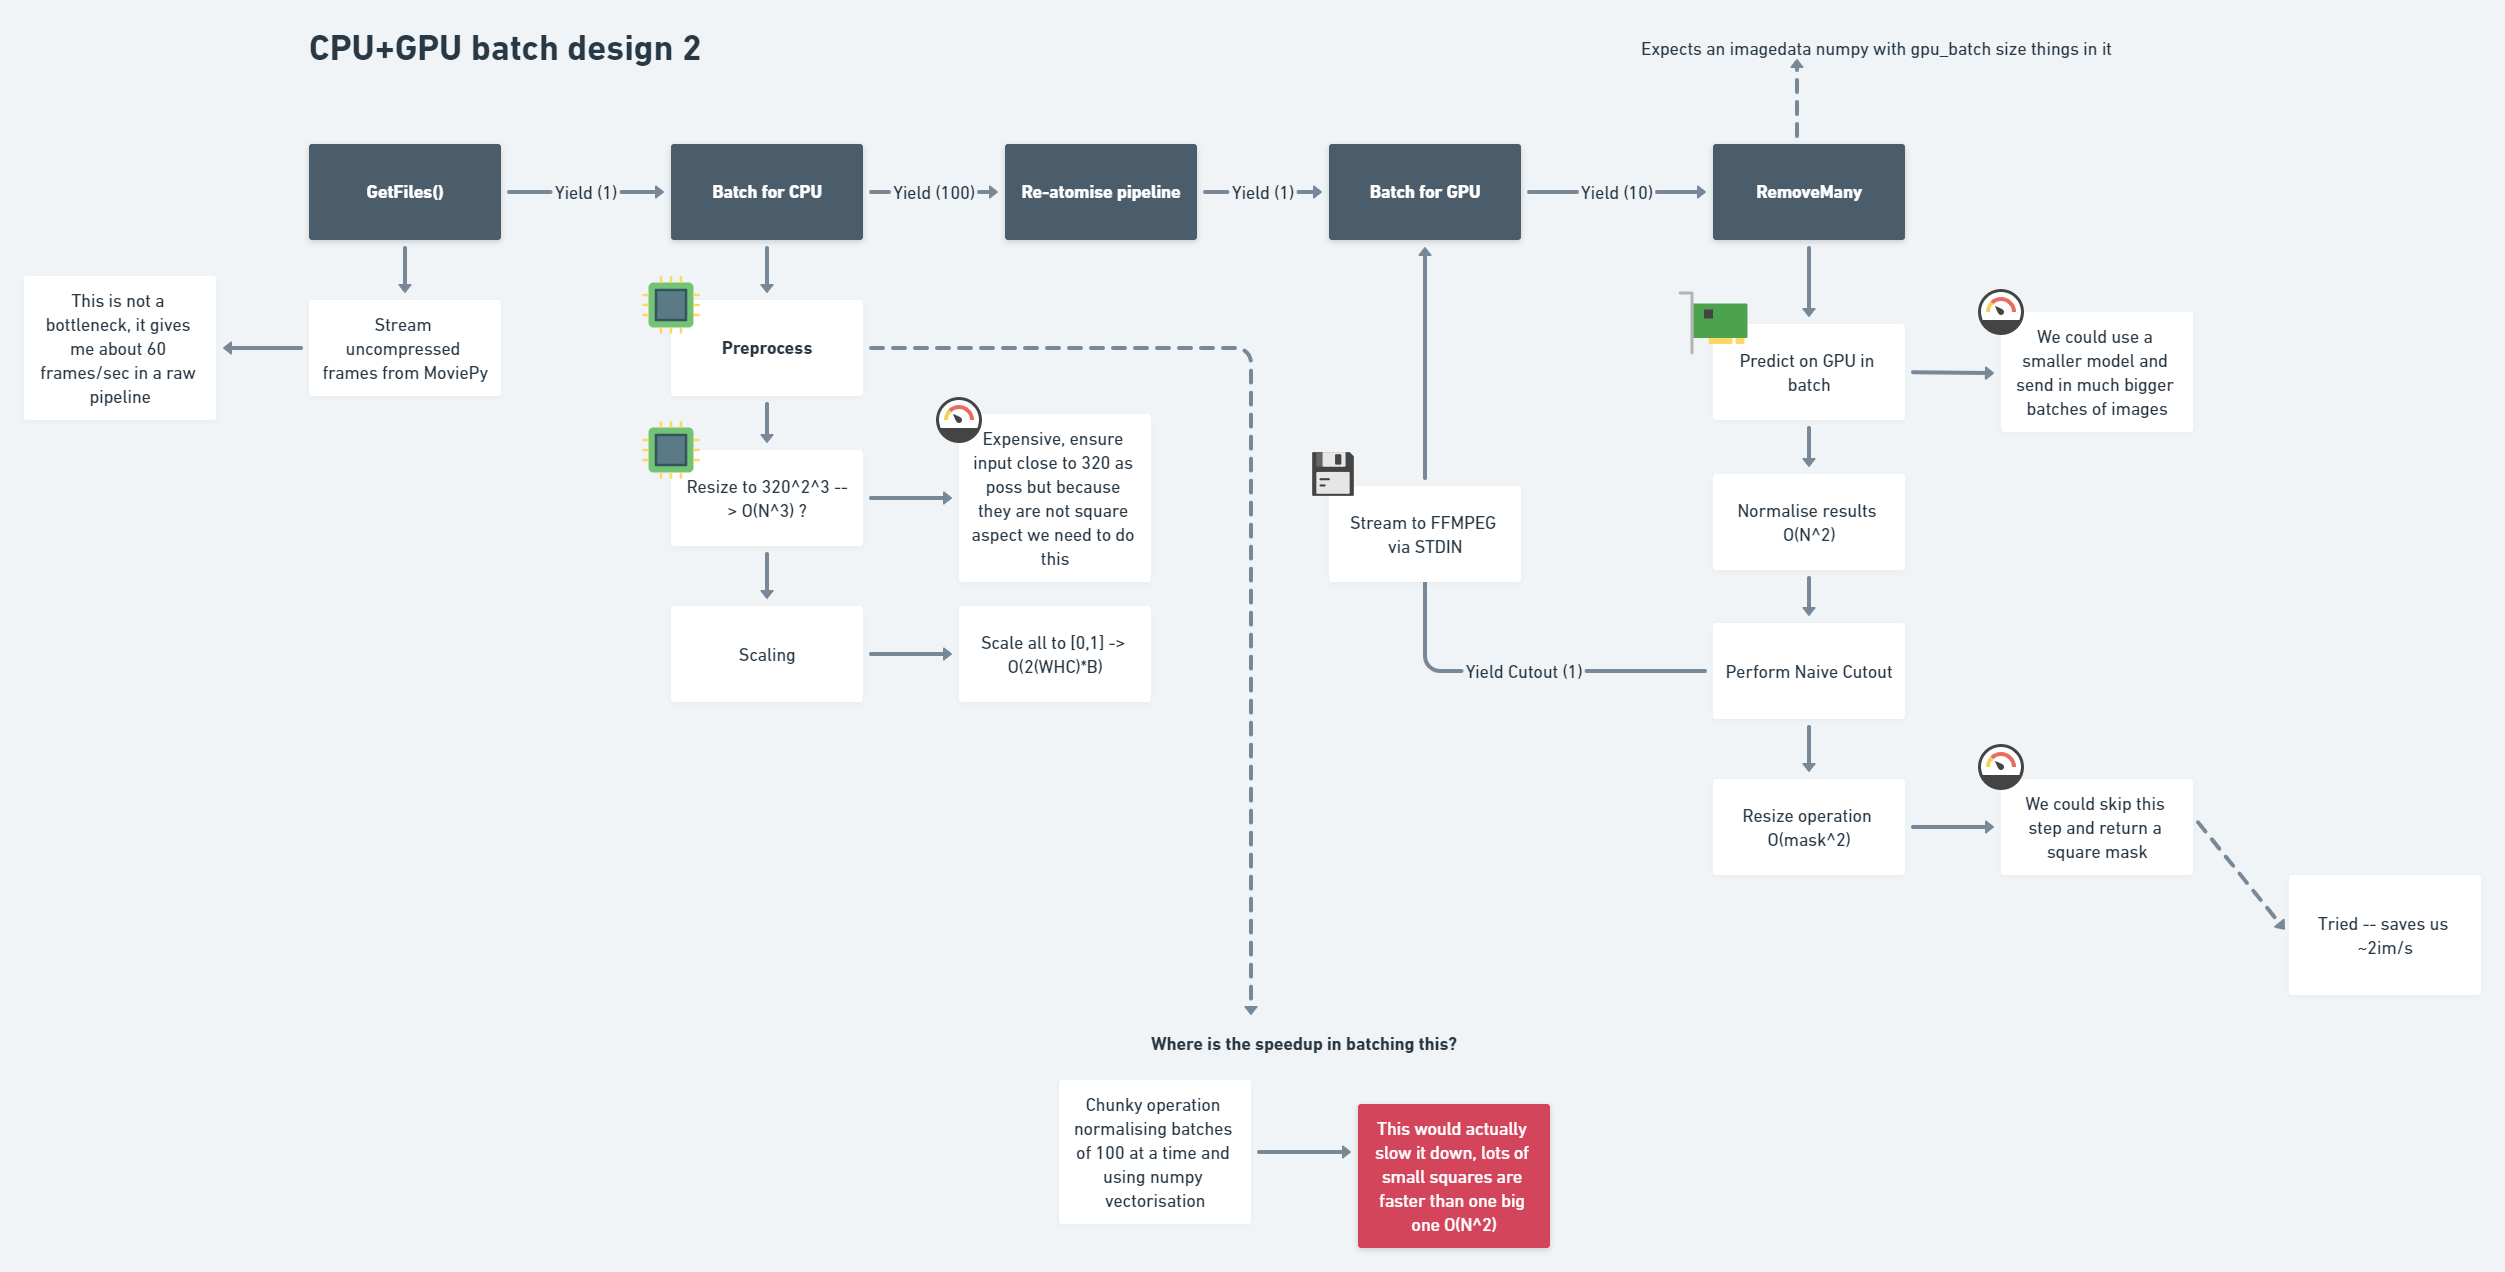 CPU+GPU batch design 2
Expects an imagedata numpy with gpu_batch size things in it
GetFiles()
Yield (1)
Batch for CPU
Yield (100)
Re-atomise pipeline
Yield (1)
Batch for GPU
Yield (10)
RemoveMany
This is not a
bottleneck, it gives
me about 60
frames/sec in a raw
pipeline
Stream
uncompressed
frames from MoviePy
Preprocess
Resize to 320^2^3 --
> O(N^3) ?
Expensive, ensure
input close to 320 as
poss but because
they are not square
aspect we need to do
this
Scaling
Scale all to [0,1] ->
O(2(WHC)*B)
Stream to FFMPEG
via STDIN
Yield Cutout (1)
Predict on GPU in
batch
We could use a
smaller model and
send in much bigger
batches of images
Normalise results
O(N^2)
Perform Naive Cutout
Resize operation
O(mask^2)
We could skip this
step and return a
square mask
Tried -- saves us
~2im/s
Where is the speedup in batching this?
Chunky operation
normalising batches
of 100 at a time and
using numpy
vectorisation
This would actually
slow it down, lots of
small squares are
faster than one big
one O(N^2)